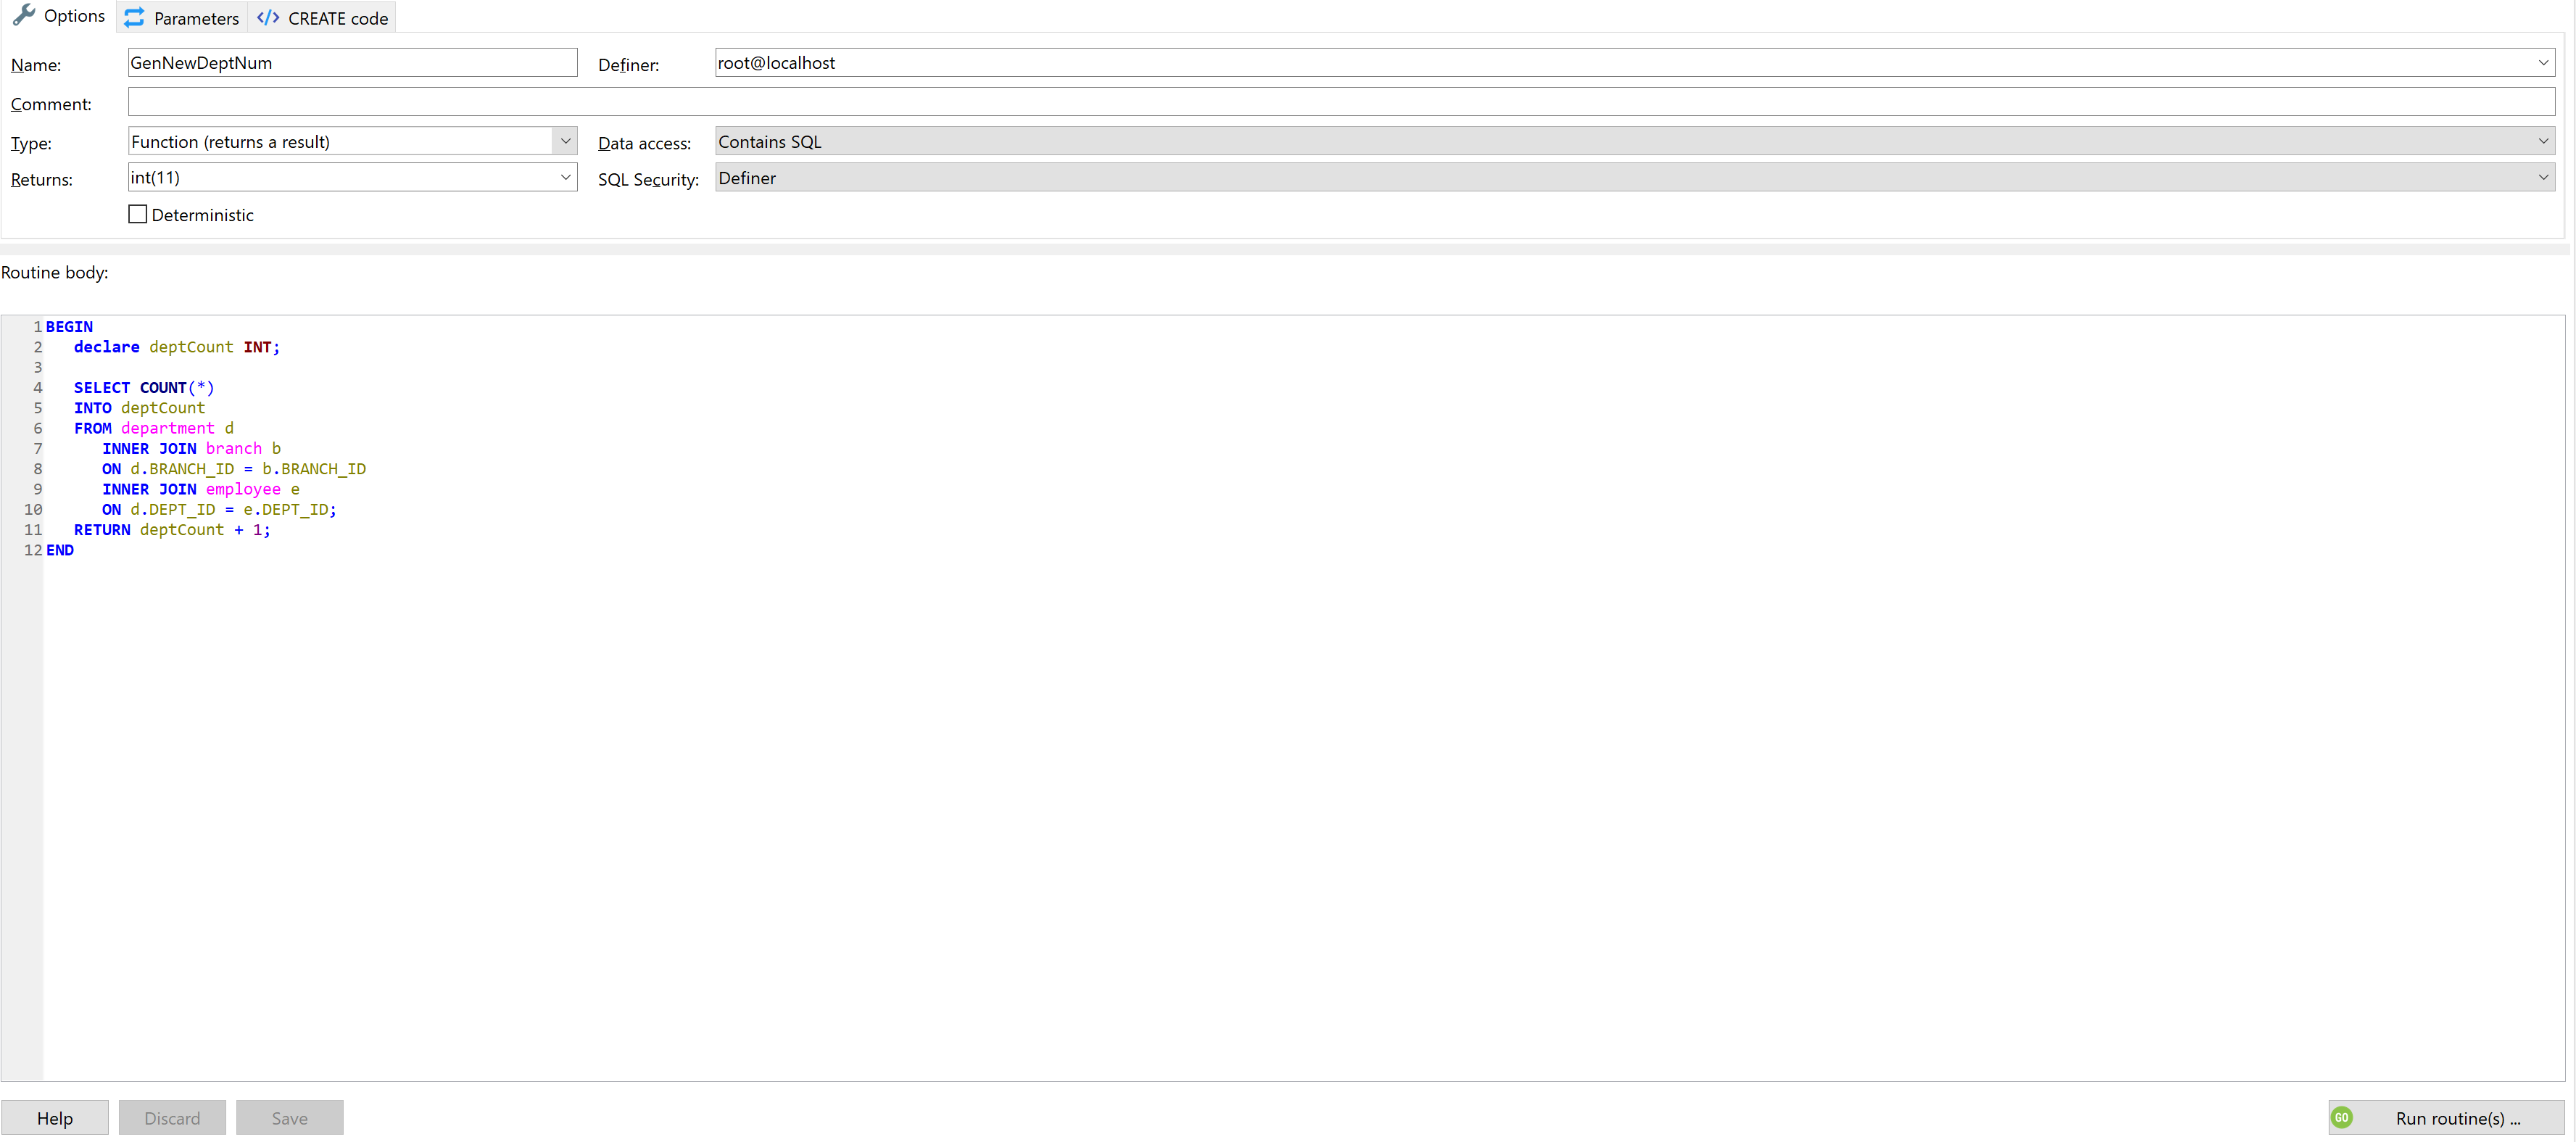 Options Parameters </> CREATE code
Name: GenNewDeptNum Definer: root@localhost
Comment:
Type: Function (returns a result) Data access: Contains SQL
Returns: int(11) SQL Security: Definer
Deterministic
Routine body:
1 BEGIN
2 declare deptCount INT;
3
4 SELECT COUNT(*)
5 INTO deptCount
6 FROM department d
7 INNER JOIN branch b
8 ON d.BRANCH_ID = b.BRANCH_ID
9 INNER JOIN employee e
10 ON d.DEPT_ID = e.DEPT_ID;
11 RETURN deptCount + 1;
12 END
Help Discard Save GO Run routine(s) ...